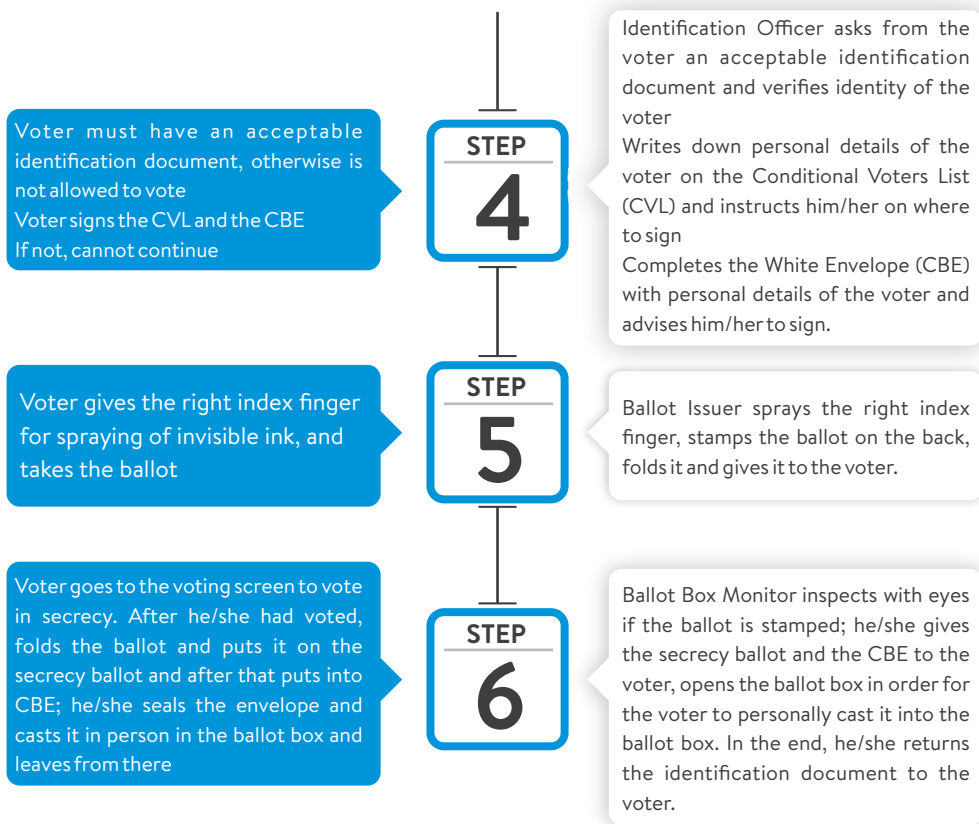 Identification Officer asks from the
voter an acceptable identification
document and verifies identity of the
voter
Writes down personal details of the
voter on the Conditional Voters List
(CVL) and instructs him/her on where
to sign
Completes the White Envelope (CBE)
with personal details of the voter and
advises him/her to sign.
Voter must have an acceptable
identification document, otherwise is
not allowed to vote
Voter signs the CVL and the CBE
If not, cannot continue
STEP
4
Voter gives the right index finger
for spraying of invisible ink, and
takes the ballot
STEP
5
Ballot Issuer sprays the right index
finger, stamps the ballot on the back,
folds it and gives it to the voter.
Voter goes to the voting screen to vote
in secrecy. After he/she had voted,
folds the ballot and puts it on the
secrecy ballot and after that puts into
CBE; he/she seals the envelope and
casts it in person in the ballot box and
leaves from there
STEP
6
Ballot Box Monitor inspects with eyes
if the ballot is stamped; he/she gives
the secrecy ballot and the CBE to the
voter, opens the ballot box in order for
the voter to personally cast it into the
ballot box. In the end, he/she returns
the identification document to the
voter.